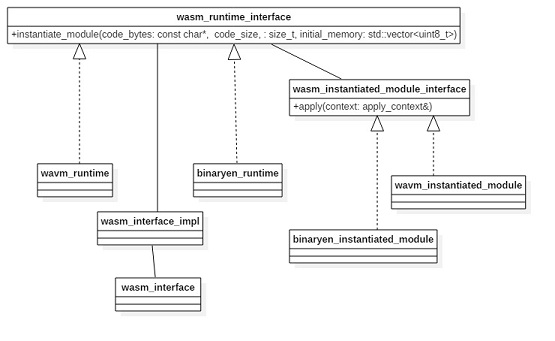 wasm_runtime_interface
+instantiate_module(code_bytes: const char*, code_size, : size_t, initial_memory: std::vector<uint8_t>)
wasm_instantiated_module_interface
+apply(context: apply_context&)
wavm_runtime
binaryen_runtime
wavm_instantiated_module
wasm_interface_impl
binaryen_instantiated_module
wasm_interface